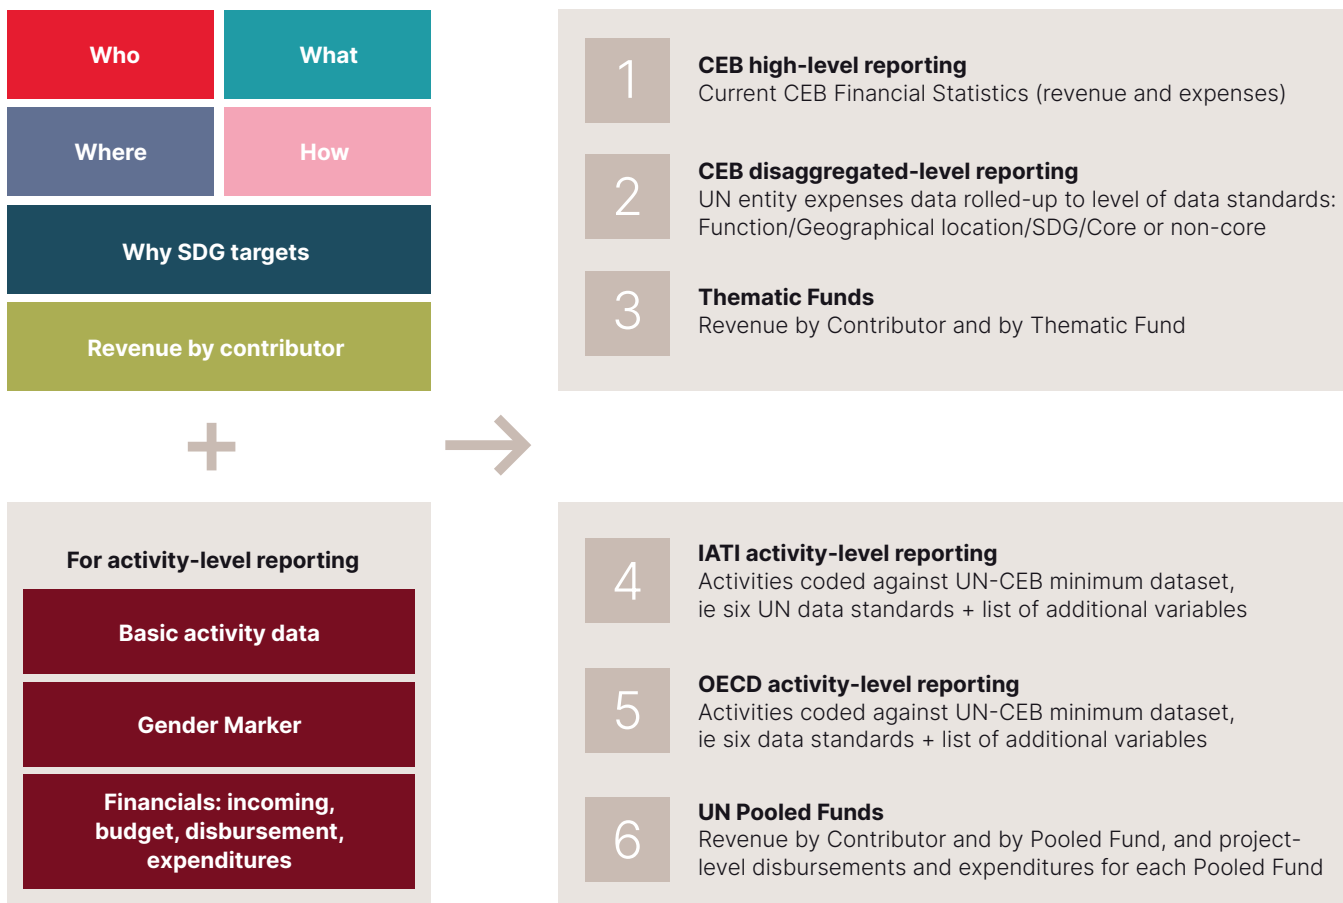 Who
What
Where
How
Why SDG targets
Revenue by contributor
+
For activity-level reporting
Basic activity data
Gender Marker
Financials: incoming,
budget, disbursement,
expenditures
1
CEB high-level reporting
Current CEB Financial Statistics (revenue and expenses)
2
CEB disaggregated-level reporting
UN entity expenses data rolled-up to level of data standards:
Function/Geographical location/SDG/Core or non-core
3
Thematic Funds
Revenue by Contributor and by Thematic Fund
4
IATI activity-level reporting
Activities coded against UN-CEB minimum dataset,
ie six UN data standards + list of additional variables
5
OECD activity-level reporting
Activities coded against UN-CEB minimum dataset,
ie six data standards + list of additional variables
6
UN Pooled Funds
Revenue by Contributor and by Pooled Fund, and project-
level disbursements and expenditures for each Pooled Fund